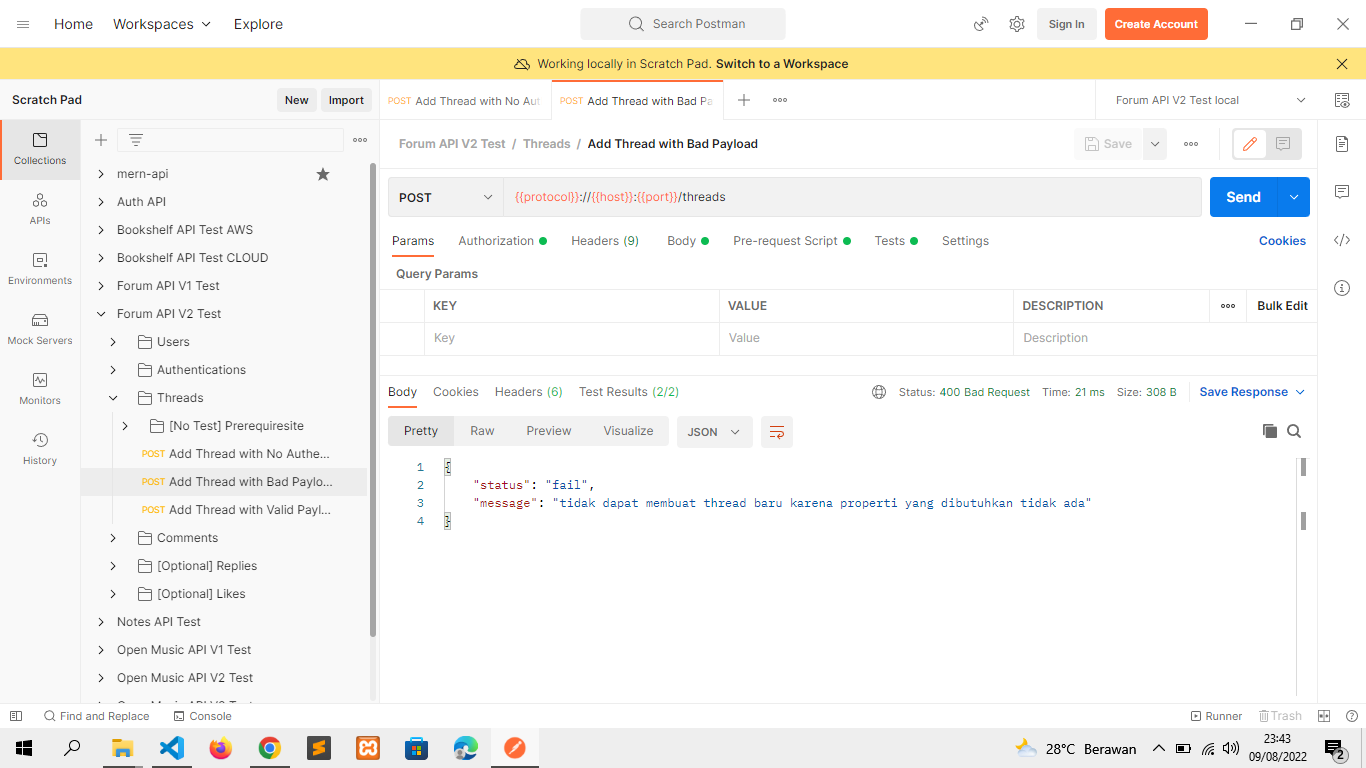 Home Workspaces Explore Search Postman Sign In Create Account
Working locally in Scratch Pad. Switch to a Workspace
Scratch Pad New Import POST Add Thread with No Aut POST Add Thread with Bad Pa Forum API V2 Test local
Collections
APIs
Environments
Mock Servers
Monitors
History
mern-api
Auth API
Bookshelf API Test AWS
Bookshelf API Test CLOUD
Forum API V1 Test
Forum API V2 Test
Users
Authentications
Threads
[No Test] Prerequiresite
POST Add Thread with No Authe...
POST Add Thread with Bad Paylo...
POST Add Thread with Valid Payl...
Comments
[Optional] Replies
[Optional] Likes
Notes API Test
Open Music API V1 Test
Open Music API V2 Test
Forum API V2 Test / Threads / Add Thread with Bad Payload Save
POST {{protocol}}://{{host}}:{{port}}/threads Send
Params Authorization Headers (9) Body Pre-request Script Tests Settings Cookies
Query Params
KEY VALUE DESCRIPTION Bulk Edit
Key Value Description
Body Cookies Headers (6) Test Results (2/2) Status: 400 Bad Request Time: 21 ms Size: 308 B Save Response
Pretty Raw Preview Visualize JSON
1 {
2 "status": "fail",
3 "message": "tidak dapat membuat thread baru karena properti yang dibutuhkan tidak ada"
4 }
Find and Replace Console Runner Trash
28°C Berawan 23:43
09/08/2022 2